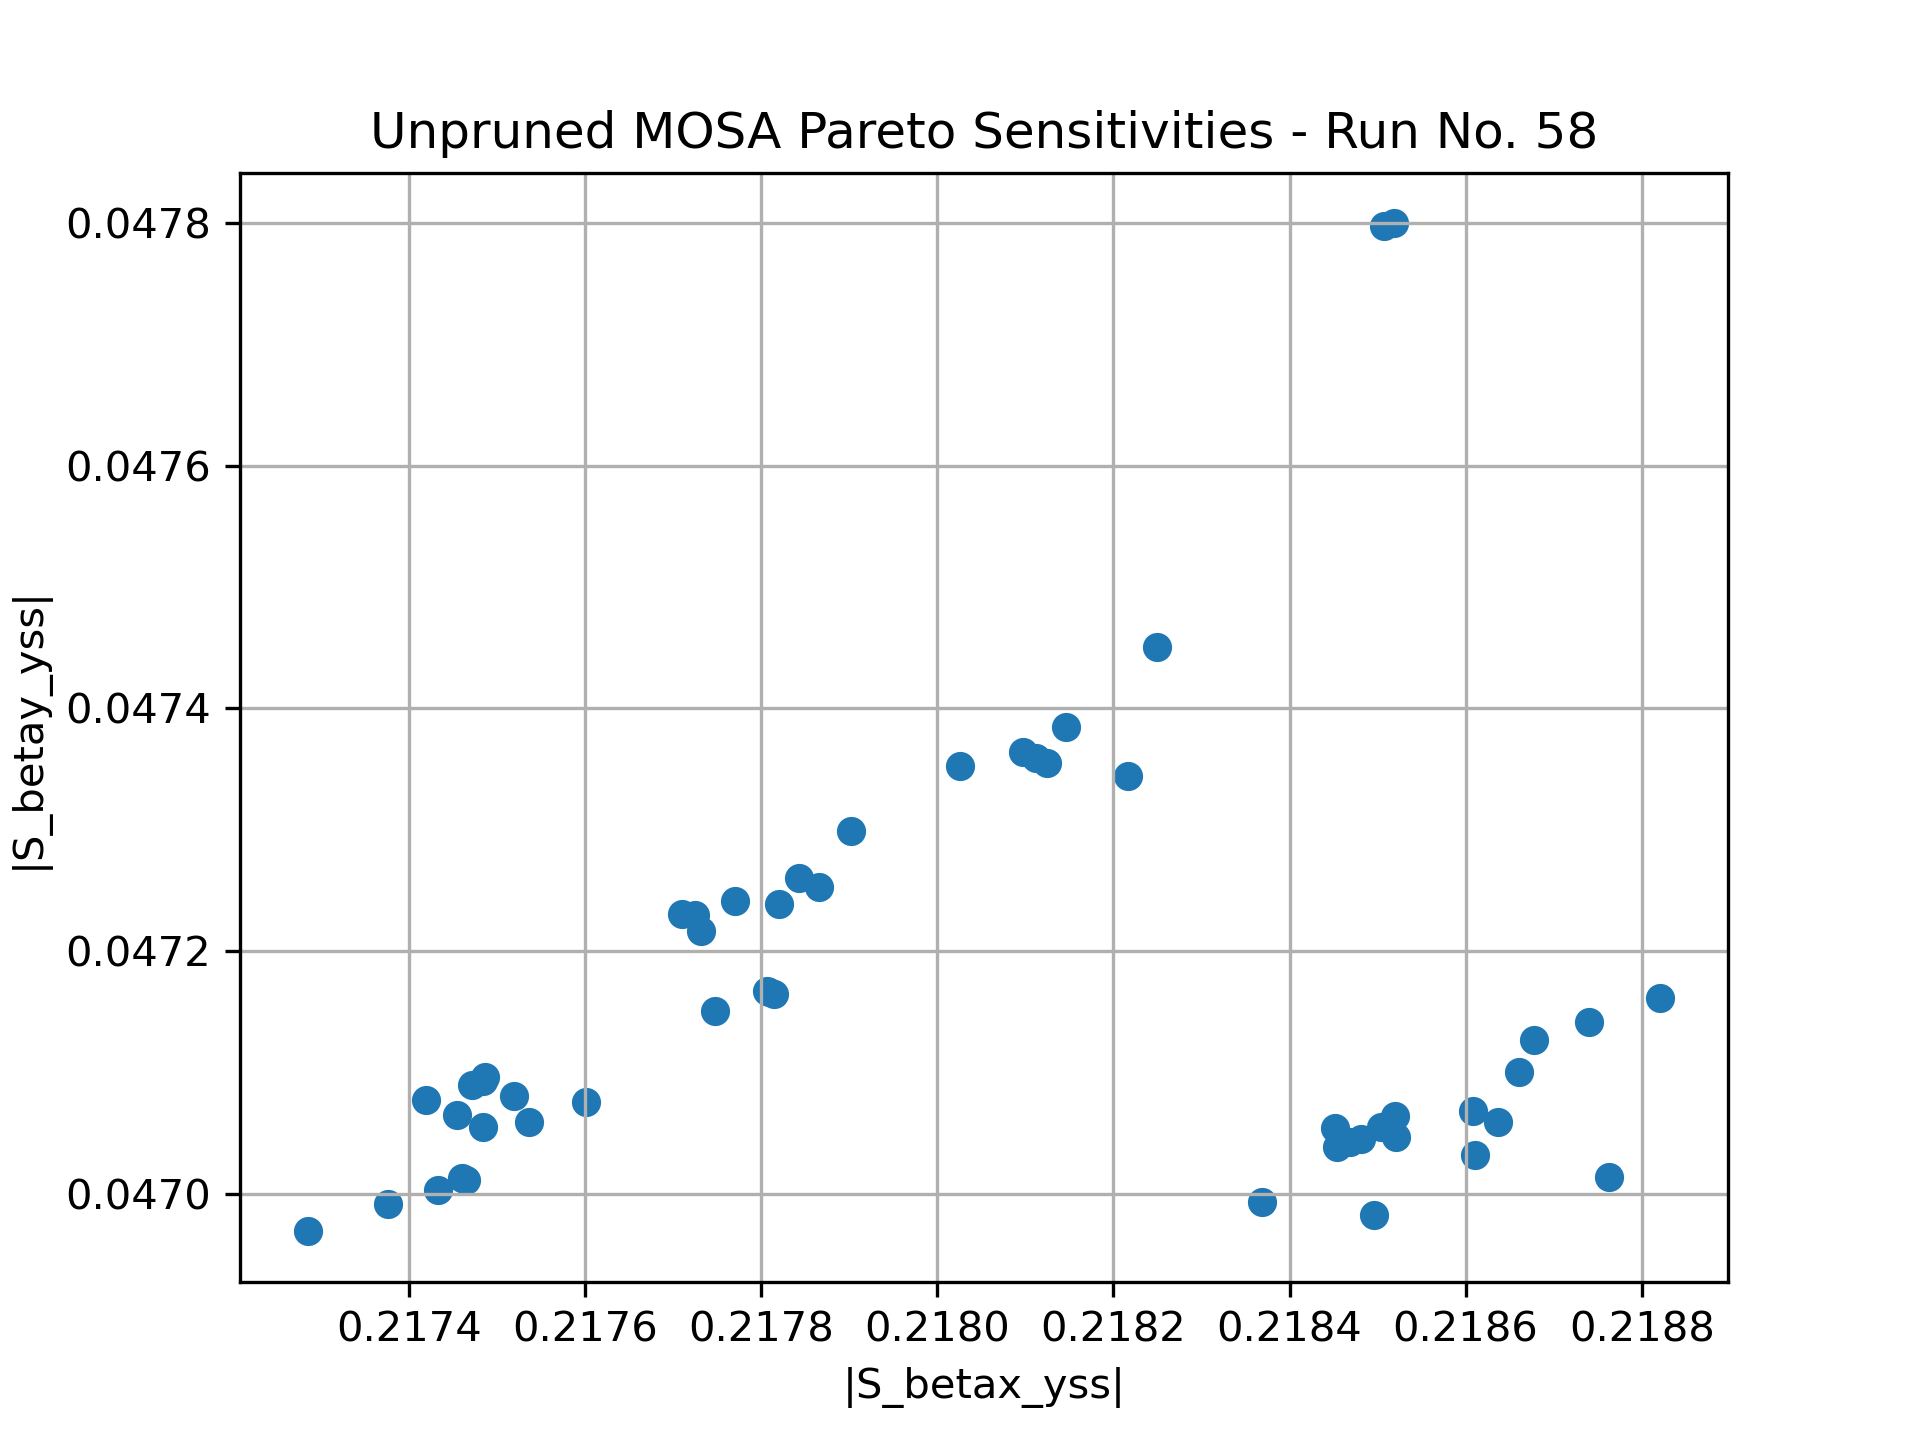 Unpruned MOSA Pareto Sensitivities - Run No. 58
0.0478
0.0476
0.0474
0.0472
0.0470
|S_betay_yss|
0.2174 0.2176 0.2178 0.2180 0.2182 0.2184 0.2186 0.2188
|S_betax_yss|